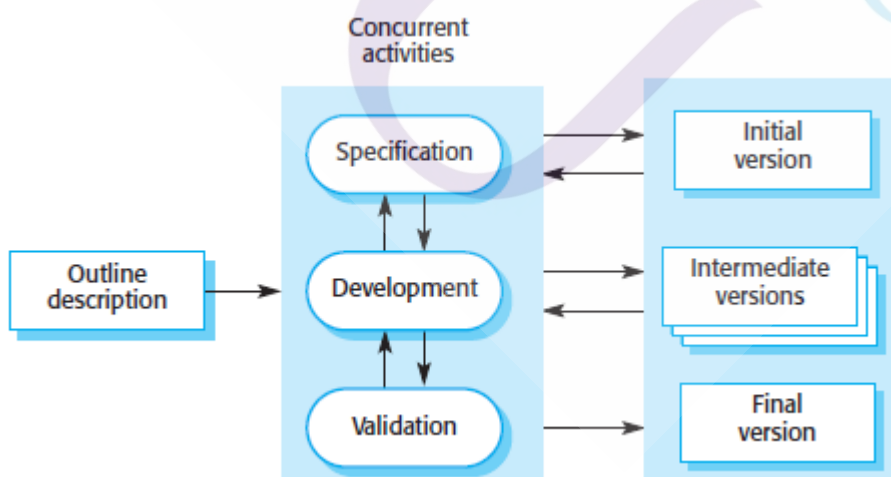 Concurrent
activities
Specification
Initial
version
Outline
description
Development
Intermediate
versions
Validation
Final
version